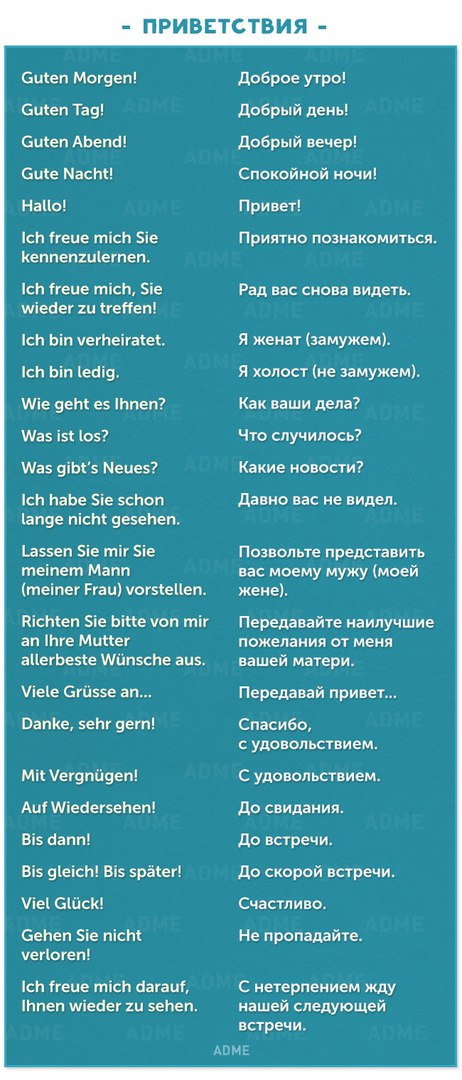 - ПРИВЕТСТВИЯ -
Guten Morgen! Доброе утро!
Guten Tag! Добрый день!
Guten Abend! Добрый вечер!
Gute Nacht! Спокойной ночи!
Hallo! Привет!
Ich freue mich Sie
kennenzulernen.
Приятно познакомиться.
Ich freue mich, Sie
wieder zu treffen!
Рад вас снова видеть.
Ich bin verheiratet. Я женат (замужем).
Ich bin ledig. Я холост (не замужем).
Wie geht es Ihnen? Как ваши дела?
Was ist los? Что случилось?
Was gibt's Neues? Какие новости?
Ich habe Sie schon
lange nicht gesehen.
Давно вас не видел.
Lassen Sie mir Sie
meinem Mann
(meiner Frau) vorstellen.
Позвольте представить
вас моему мужу (моей
жене).
Richten Sie bitte von mir
an Ihre Mutter
allerbeste Wünsche aus.
Передавайте наилучшие
пожелания от меня
вашей матери.
Viele Grüsse an... Передавай привет...
Danke, sehr gern!
Спасибо,
с удовольствием.
Mit Vergnügen! С удовольствием.
Auf Wiedersehen! До свидания.
Bis dann! До встречи.
Bis gleich! Bis später! До скорой встречи.
Viel Glück! Счастливо.
Gehen Sie nicht
verloren!
Не пропадайте.
Ich freue mich darauf,
Ihnen wieder zu sehen.
С нетерпением жду
нашей следующей
встречи.
ADME